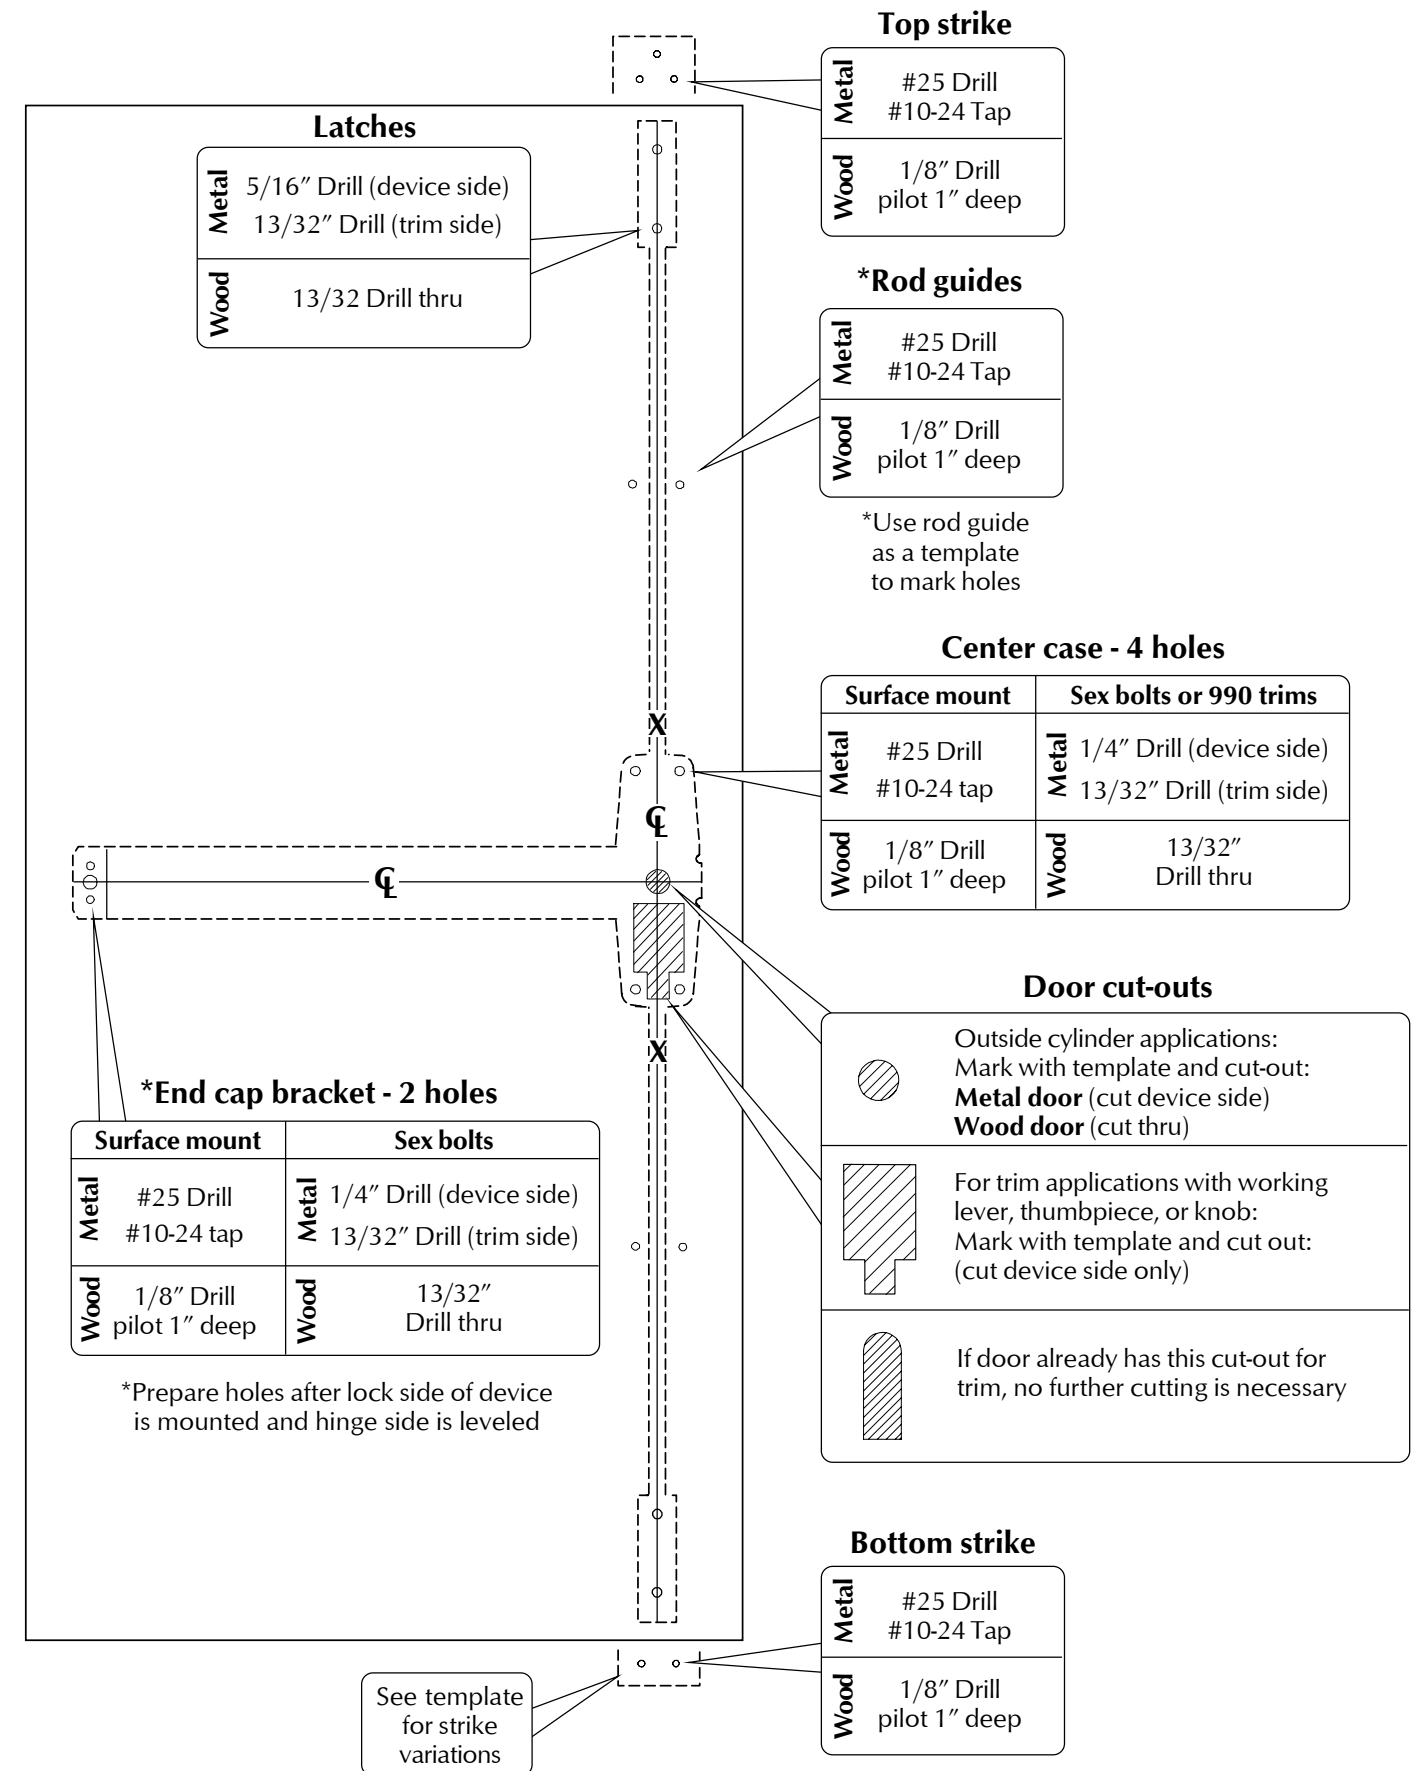 Top strike
Metal
#25 Drill
#10-24 Tap
Wood
1/8″ Drill
pilot 1″ deep
Latches
Metal
5/16″ Drill (device side)
13/32″ Drill (trim side)
Wood
13/32 Drill thru
*Rod guides
Metal
#25 Drill
#10-24 Tap
Wood
1/8″ Drill
pilot 1″ deep
*Use rod guide
as a template
to mark holes
Center case - 4 holes
Surface mount
Sex bolts or 990 trims
Metal
#25 Drill
#10-24 tap
Metal
1/4″ Drill (device side)
13/32″ Drill (trim side)
Wood
1/8″ Drill
pilot 1″ deep
Wood
13/32″
Drill thru
X
℄
℄
X
Door cut-outs
Outside cylinder applications:
Mark with template and cut-out:
Metal door (cut device side)
Wood door (cut thru)
For trim applications with working
lever, thumbpiece, or knob:
Mark with template and cut out:
(cut device side only)
If door already has this cut-out for
trim, no further cutting is necessary
*End cap bracket - 2 holes
Surface mount
Sex bolts
Metal
#25 Drill
#10-24 tap
Metal
1/4″ Drill (device side)
13/32″ Drill (trim side)
Wood
1/8″ Drill
pilot 1″ deep
Wood
13/32″
Drill thru
*Prepare holes after lock side of device
is mounted and hinge side is leveled
Bottom strike
Metal
#25 Drill
#10-24 Tap
Wood
1/8″ Drill
pilot 1″ deep
See template
for strike
variations